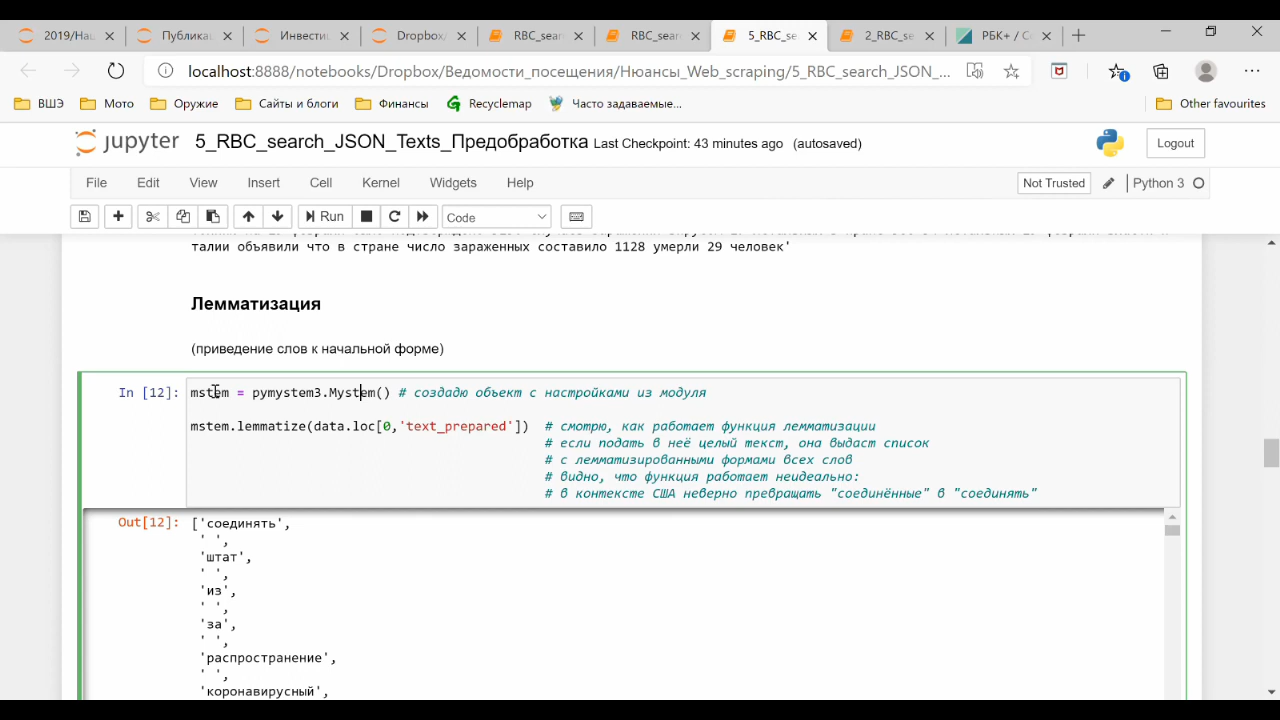 2019/Нац
Публика
Инвести
Dropbox/
RBC_sear
RBC_sear
5_RBC_se
2_RBC_se
РБК+ / С
localhost:8888/notebooks/Dropbox/Ведомости_посещения/Нюансы_Web_scraping/5_RBC_search_JSON_...
ВШЭ Мото Оружие Сайты и блоги Финансы Recyclemap Часто задаваемые... Other favourites
jupyter 5_RBC_search_JSON_Texts_Предобработка Last Checkpoint: 43 minutes ago (autosaved) Logout
File Edit View Insert Cell Kernel Widgets Help Not Trusted Python 3
Run Code
талии объявили что в стране число зараженных составило 1128 умерли 29 человек'
Лемматизация
(приведение слов к начальной форме)
In [12]: mstem = pymystem3.Mystem() # создадю объект с настройками из модуля
mstem.lemmatize(data.loc[0,'text_prepared']) # смотрю, как работает функция лемматизации
# если подать в неё целый текст, она выдаст список
# с лемматизированными формами всех слов
# видно, что функция работает неидеально:
# в контексте США неверно превращать "соединённые" в "соединять"
Out[12]: ['соединять',
' ',
'штат',
' ',
'из',
' ',
'за',
' ',
'распространение',
' ',
'коронавирусный',